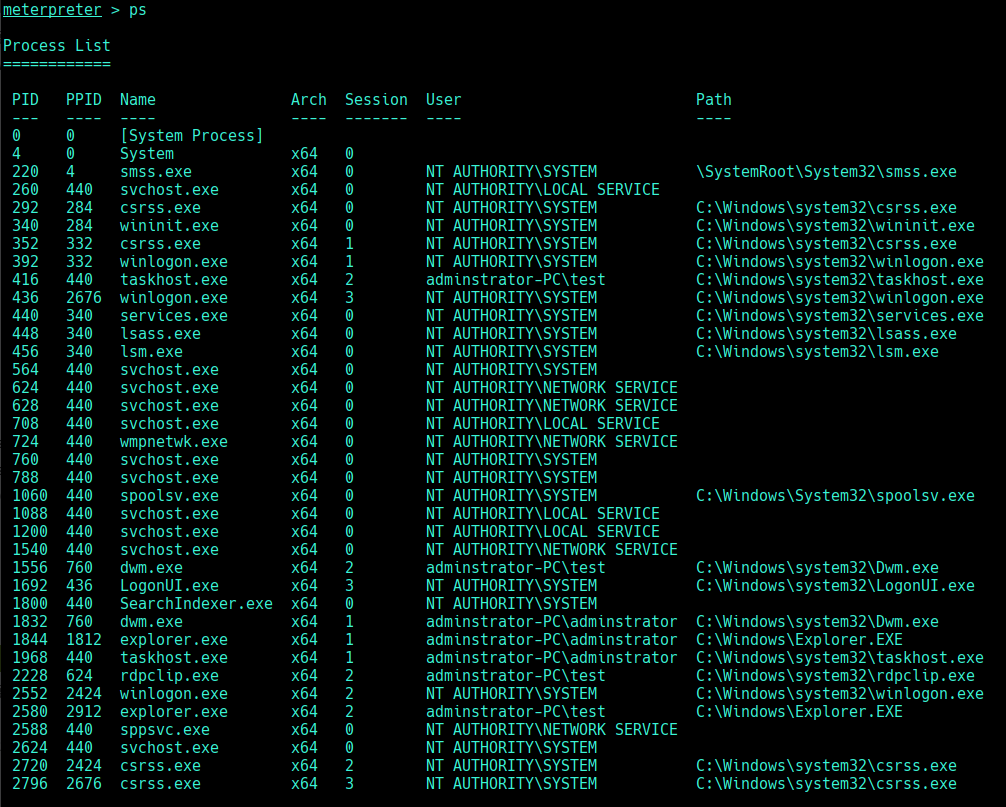 meterpreter > ps
Process List
============
PID PPID Name Arch Session User Path
--- ---- ---- ---- ------- ---- ----
0 0 [System Process]
4 0 System x64 0
220 4 smss.exe x64 0 NT AUTHORITY\SYSTEM \SystemRoot\System32\smss.exe
260 440 svchost.exe x64 0 NT AUTHORITY\LOCAL SERVICE
292 284 csrss.exe x64 0 NT AUTHORITY\SYSTEM C:\Windows\system32\csrss.exe
340 284 wininit.exe x64 0 NT AUTHORITY\SYSTEM C:\Windows\system32\wininit.exe
352 332 csrss.exe x64 1 NT AUTHORITY\SYSTEM C:\Windows\system32\csrss.exe
392 332 winlogon.exe x64 1 NT AUTHORITY\SYSTEM C:\Windows\system32\winlogon.exe
416 440 taskhost.exe x64 2 adminstrator-PC\test C:\Windows\system32\taskhost.exe
436 2676 winlogon.exe x64 3 NT AUTHORITY\SYSTEM C:\Windows\system32\winlogon.exe
440 340 services.exe x64 0 NT AUTHORITY\SYSTEM C:\Windows\system32\services.exe
448 340 lsass.exe x64 0 NT AUTHORITY\SYSTEM C:\Windows\system32\lsass.exe
456 340 lsm.exe x64 0 NT AUTHORITY\SYSTEM C:\Windows\system32\lsm.exe
564 440 svchost.exe x64 0 NT AUTHORITY\SYSTEM
624 440 svchost.exe x64 0 NT AUTHORITY\NETWORK SERVICE
628 440 svchost.exe x64 0 NT AUTHORITY\NETWORK SERVICE
708 440 svchost.exe x64 0 NT AUTHORITY\LOCAL SERVICE
724 440 wmpnetwk.exe x64 0 NT AUTHORITY\NETWORK SERVICE
760 440 svchost.exe x64 0 NT AUTHORITY\SYSTEM
788 440 svchost.exe x64 0 NT AUTHORITY\SYSTEM
1060 440 spoolsv.exe x64 0 NT AUTHORITY\SYSTEM C:\Windows\System32\spoolsv.exe
1088 440 svchost.exe x64 0 NT AUTHORITY\LOCAL SERVICE
1200 440 svchost.exe x64 0 NT AUTHORITY\LOCAL SERVICE
1540 440 svchost.exe x64 0 NT AUTHORITY\NETWORK SERVICE
1556 760 dwm.exe x64 2 adminstrator-PC\test C:\Windows\system32\Dwm.exe
1692 436 LogonUI.exe x64 3 NT AUTHORITY\SYSTEM C:\Windows\system32\LogonUI.exe
1800 440 SearchIndexer.exe x64 0 NT AUTHORITY\SYSTEM
1832 760 dwm.exe x64 1 adminstrator-PC\adminstrator C:\Windows\system32\Dwm.exe
1844 1812 explorer.exe x64 1 adminstrator-PC\adminstrator C:\Windows\Explorer.EXE
1968 440 taskhost.exe x64 1 adminstrator-PC\adminstrator C:\Windows\system32\taskhost.exe
2228 624 rdpclip.exe x64 2 adminstrator-PC\test C:\Windows\system32\rdpclip.exe
2552 2424 winlogon.exe x64 2 NT AUTHORITY\SYSTEM C:\Windows\system32\winlogon.exe
2580 2912 explorer.exe x64 2 adminstrator-PC\test C:\Windows\Explorer.EXE
2588 440 sppsvc.exe x64 0 NT AUTHORITY\NETWORK SERVICE
2624 440 svchost.exe x64 0 NT AUTHORITY\SYSTEM
2720 2424 csrss.exe x64 2 NT AUTHORITY\SYSTEM C:\Windows\system32\csrss.exe
2796 2676 csrss.exe x64 3 NT AUTHORITY\SYSTEM C:\Windows\system32\csrss.exe